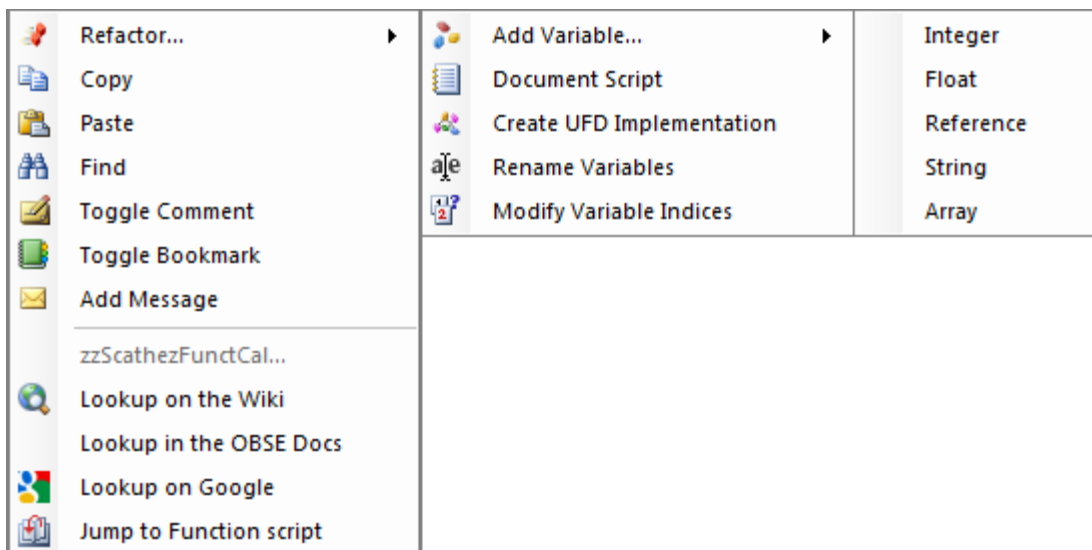 Refactor...
Copy
Paste
Find
Toggle Comment
Toggle Bookmark
Add Message
zzScathezFunctCal...
Lookup on the Wiki
Lookup in the OBSE Docs
Lookup on Google
Jump to Function script
Add Variable...
Document Script
Create UFD Implementation
Rename Variables
Modify Variable Indices
Integer
Float
Reference
String
Array